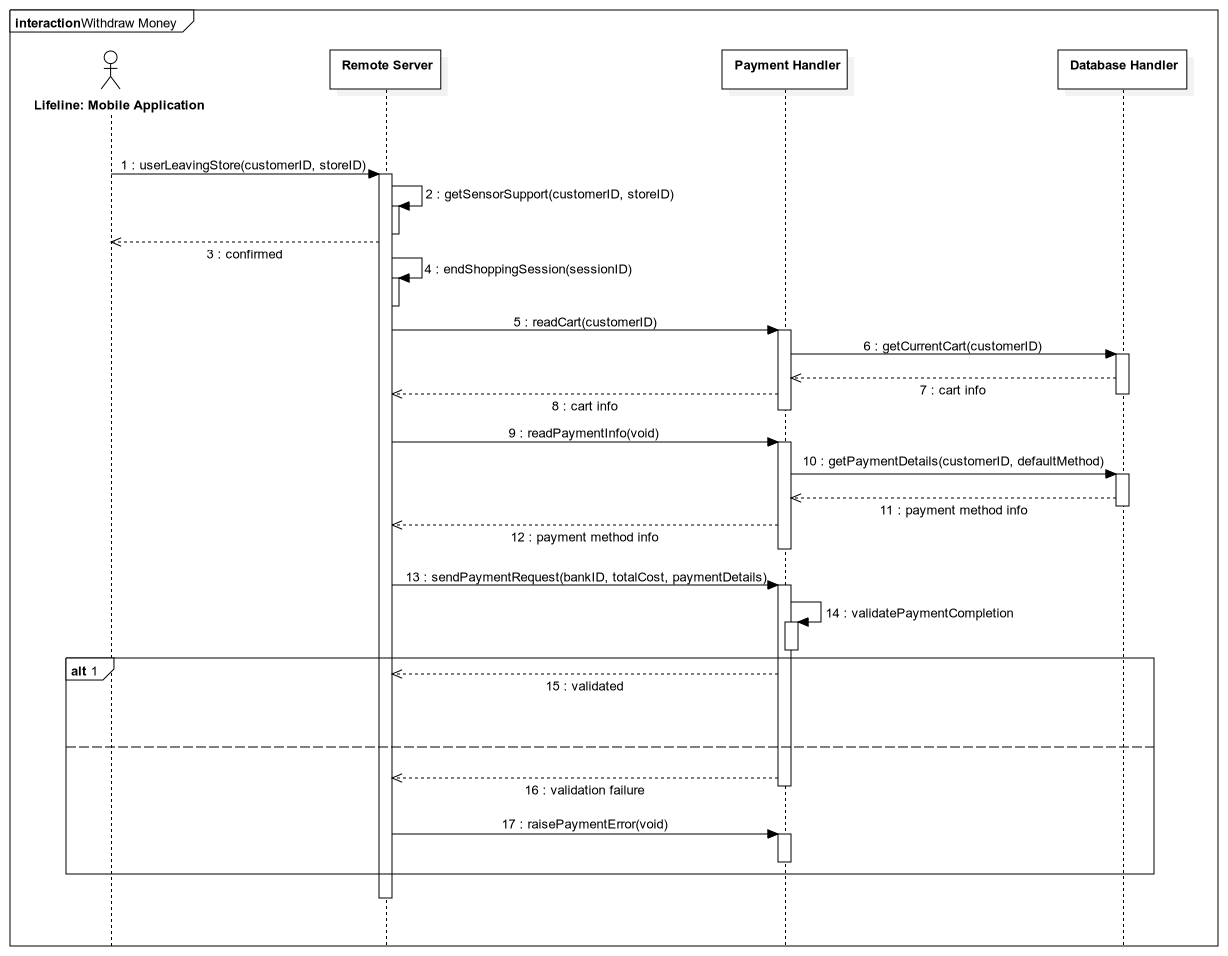 interactionWithdraw Money
Remote Server
Payment Handler
Database Handler
Lifeline: Mobile Application
1 : userLeavingStore(customerID, storeID)
2 : getSensorSupport(customerID, storeID)
3 : confirmed
4 : endShoppingSession(sessionID)
5 : readCart(customerID)
6 : getCurrentCart(customerID)
7 : cart info
8 : cart info
9 : readPaymentInfo(void)
10 : getPaymentDetails(customerID, defaultMethod)
11 : payment method info
12 : payment method info
13 : sendPaymentRequest(bankID, totalCost, paymentDetails)
14 : validatePaymentCompletion
alt 1
15 : validated
16 : validation failure
17 : raisePaymentError(void)